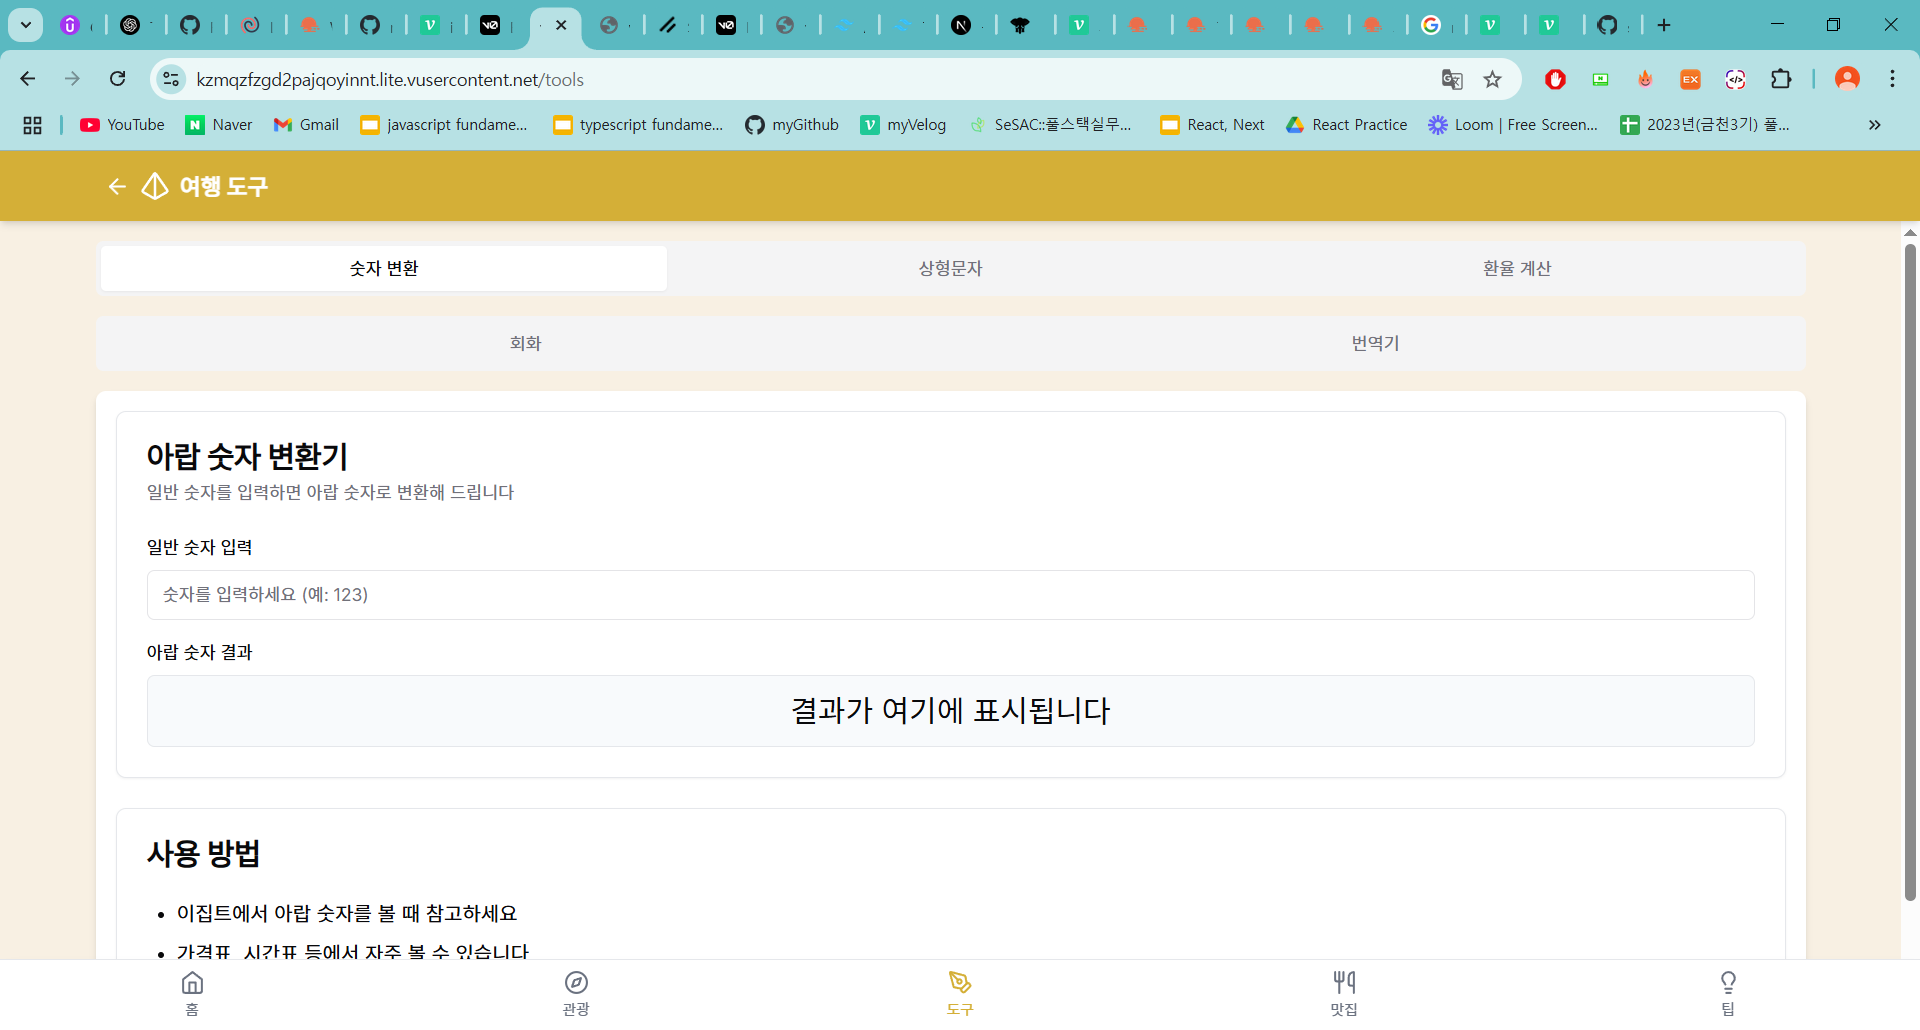 kzmqzfzgd2pajqoyinnt.lite.vusercontent.net/tools
YouTube
Naver
Gmail
javascript fundame...
typescript fundame...
myGithub
myVelog
SeSAC::풀스택실무...
React, Next
React Practice
Loom | Free Screen...
2023년(금천3기) 풀...
여행 도구
숫자 변환
상형문자
환율 계산
회화
번역기
아랍 숫자 변환기
일반 숫자를 입력하면 아랍 숫자로 변환해 드립니다
일반 숫자 입력
숫자를 입력하세요 (예: 123)
아랍 숫자 결과
결과가 여기에 표시됩니다
사용 방법
• 이집트에서 아랍 숫자를 볼 때 참고하세요
• 가격표, 시간표 등에서 자주 볼 수 있습니다
홈
관광
도구
맛집
팁